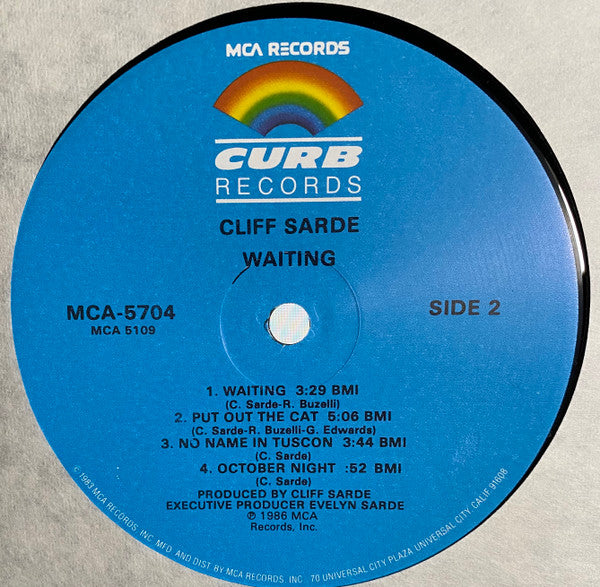 MCA RECORDS
CURB
RECORDS
CLIFF SARDE
WAITING
MCA-5704
MCA 5109
SIDE 2
1. WAITING 3:29 BMI
(C. Sarde-R. Buzelli)
2. PUT OUT THE CAT 5:06 BMI
(C. Sarde-R. Buzelli-G. Edwards)
3. NO NAME IN TUSCON 3:44 BMI
(C. Sarde)
4. OCTOBER NIGHT :52 BMI
(C. Sarde)
PRODUCED BY CLIFF SARDE
EXECUTIVE PRODUCER EVELYN SARDE
℗ 1986 MCA
Records, Inc.
© 1983 MCA RECORDS, INC. MFD. AND DIST. BY MCA RECORDS, INC. 70 UNIVERSAL CITY PLAZA, UNIVERSAL CITY, CALIF. 91608